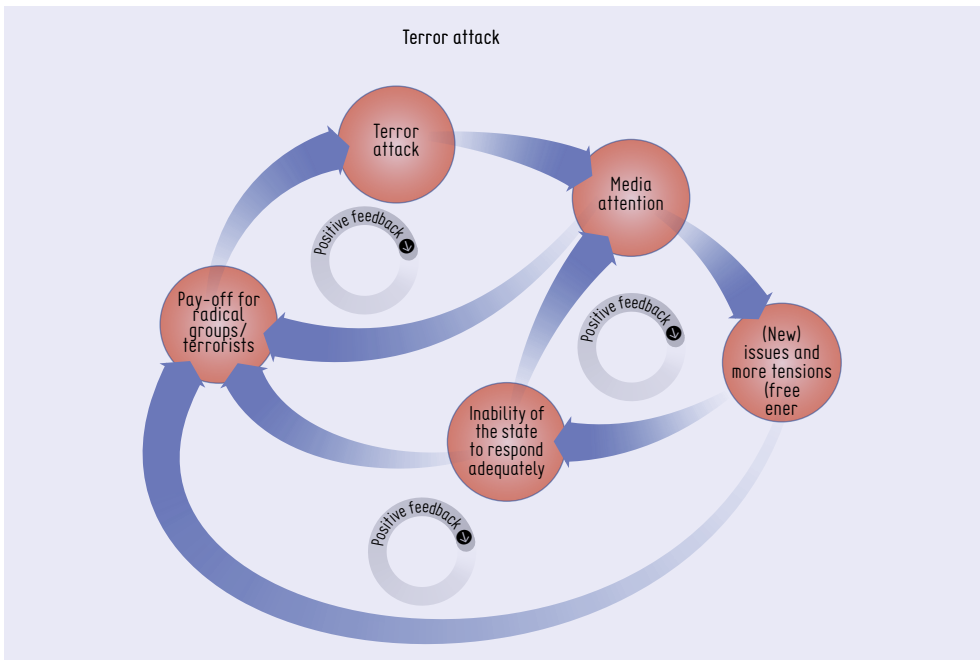 Terror attack
Terror
attack
Media
attention
Positive feedback
Pay-off for
radical
groups/
terrorists
Positive feedback
(New)
issues and
more tensions
(free
ener
Inability of
the state
to respond
adequately
Positive feedback